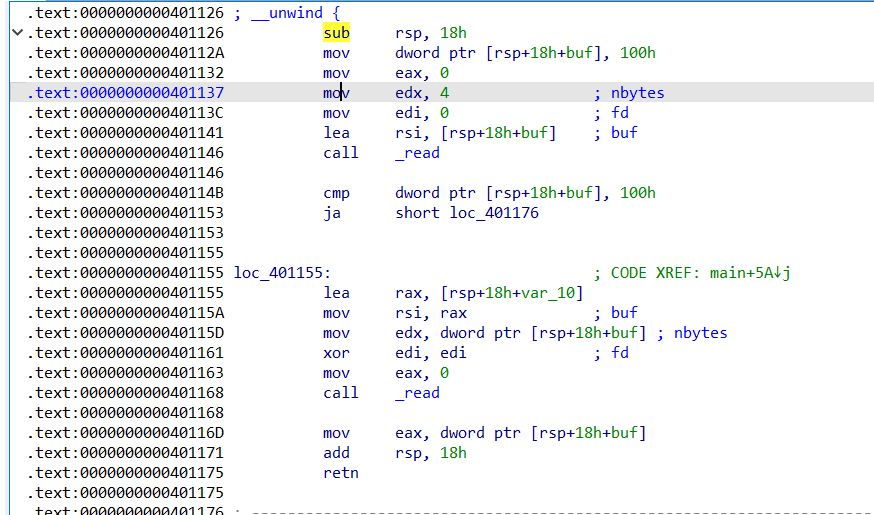 .text:0000000000401126 ; __unwind {
.text:0000000000401126 sub rsp, 18h
.text:000000000040112A mov dword ptr [rsp+18h+buf], 100h
.text:0000000000401132 mov eax, 0
.text:0000000000401137 mov edx, 4 ; nbytes
.text:000000000040113C mov edi, 0 ; fd
.text:0000000000401141 lea rsi, [rsp+18h+buf] ; buf
.text:0000000000401146 call _read
.text:0000000000401146
.text:000000000040114B cmp dword ptr [rsp+18h+buf], 100h
.text:0000000000401153 ja short loc_401176
.text:0000000000401153
.text:0000000000401155
.text:0000000000401155 loc_401155: ; CODE XREF: main+5A↓j
.text:0000000000401155 lea rax, [rsp+18h+var_10]
.text:000000000040115A mov rsi, rax ; buf
.text:000000000040115D mov edx, dword ptr [rsp+18h+buf] ; nbytes
.text:0000000000401161 xor edi, edi ; fd
.text:0000000000401163 mov eax, 0
.text:0000000000401168 call _read
.text:0000000000401168
.text:000000000040116D mov eax, dword ptr [rsp+18h+buf]
.text:0000000000401171 add rsp, 18h
.text:0000000000401175 retn
.text:0000000000401175
.text:0000000000401176 ; ---------------------------------------------------------------------------